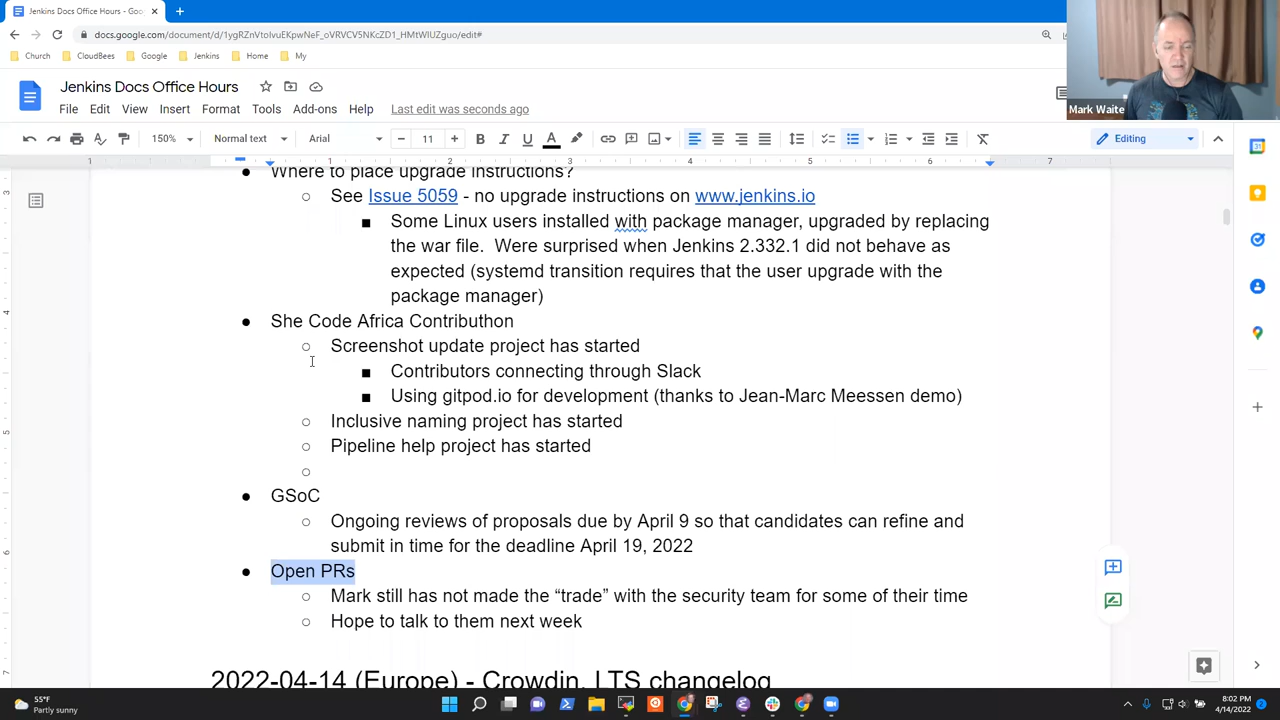 Jenkins Docs Office Hours - Goo
docs.google.com/document/d/1ygRZnVtoIvuEKpwNeF_oVRVCV5NKcZD1_HMtWIUZguo/edit#
Church CloudBees Google Jenkins Home My
Jenkins Docs Office Hours
File Edit View Insert Format Tools Add-ons Help Last edit was seconds ago
150% Normal text Arial 11 Editing
Mark Waite
1 1 2 3 4 5 6 7
Where to place upgrade instructions?
See Issue 5059 - no upgrade instructions on www.jenkins.io
Some Linux users installed with package manager, upgraded by replacing
the war file. Were surprised when Jenkins 2.332.1 did not behave as
expected (systemd transition requires that the user upgrade with the
package manager)
She Code Africa Contributhon
Screenshot update project has started
Contributors connecting through Slack
Using gitpod.io for development (thanks to Jean-Marc Meessen demo)
Inclusive naming project has started
Pipeline help project has started
GSoC
Ongoing reviews of proposals due by April 9 so that candidates can refine and
submit in time for the deadline April 19, 2022
Open PRs
Mark still has not made the “trade” with the security team for some of their time
Hope to talk to them next week
2022-04-14 (Europe) - Crowdin, LTS changelog
55°F
Partly sunny
8:02 PM
4/14/2022